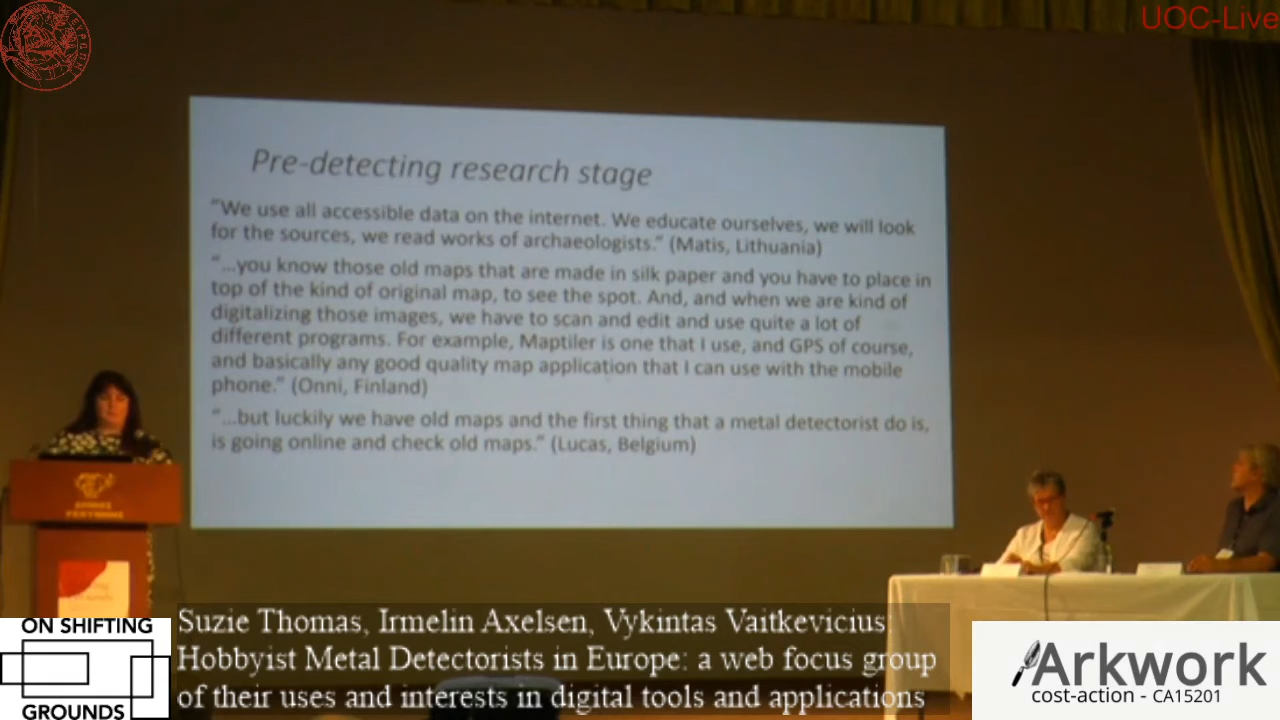 UOC-Live
Pre-detecting research stage
"We use all accessible data on the internet. We educate ourselves, we will look
for the sources, we read works of archaeologists." (Matis, Lithuania)
"...you know those old maps that are made in silk paper and you have to place in
top of the kind of original map, to see the spot. And, and when we are kind of
digitalizing those images, we have to scan and edit and use quite a lot of
different programs. For example, Maptiler is one that I use, and GPS of course,
and basically any good quality map application that I can use with the mobile
phone." (Onni, Finland)
"...but luckily we have old maps and the first thing that a metal detectorist do is,
is going online and check old maps." (Lucas, Belgium)
ON SHIFTING
GROUNDS
Suzie Thomas, Irmelin Axelsen, Vykintas Vaitkevicius:
Hobbyist Metal Detectorists in Europe: a web focus group
of their uses and interests in digital tools and applications
Arkwork
cost-action - CA15201